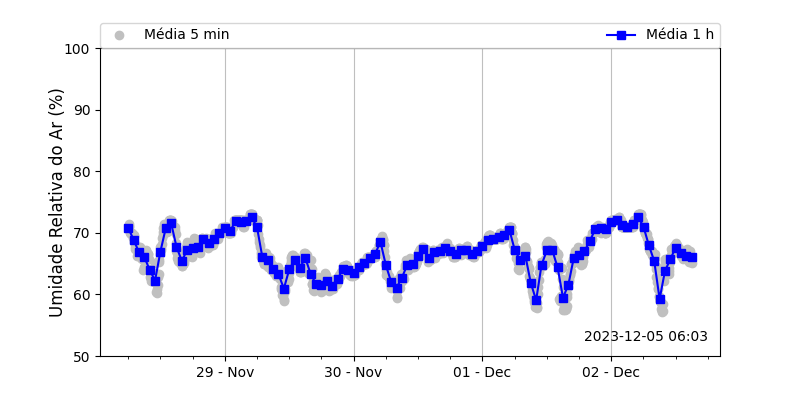 Média 5 min
Média 1 h
100
90
80
70
60
50
Umidade Relativa do Ar (%)
2023-12-05 06:03
29 - Nov
30 - Nov
01 - Dec
02 - Dec